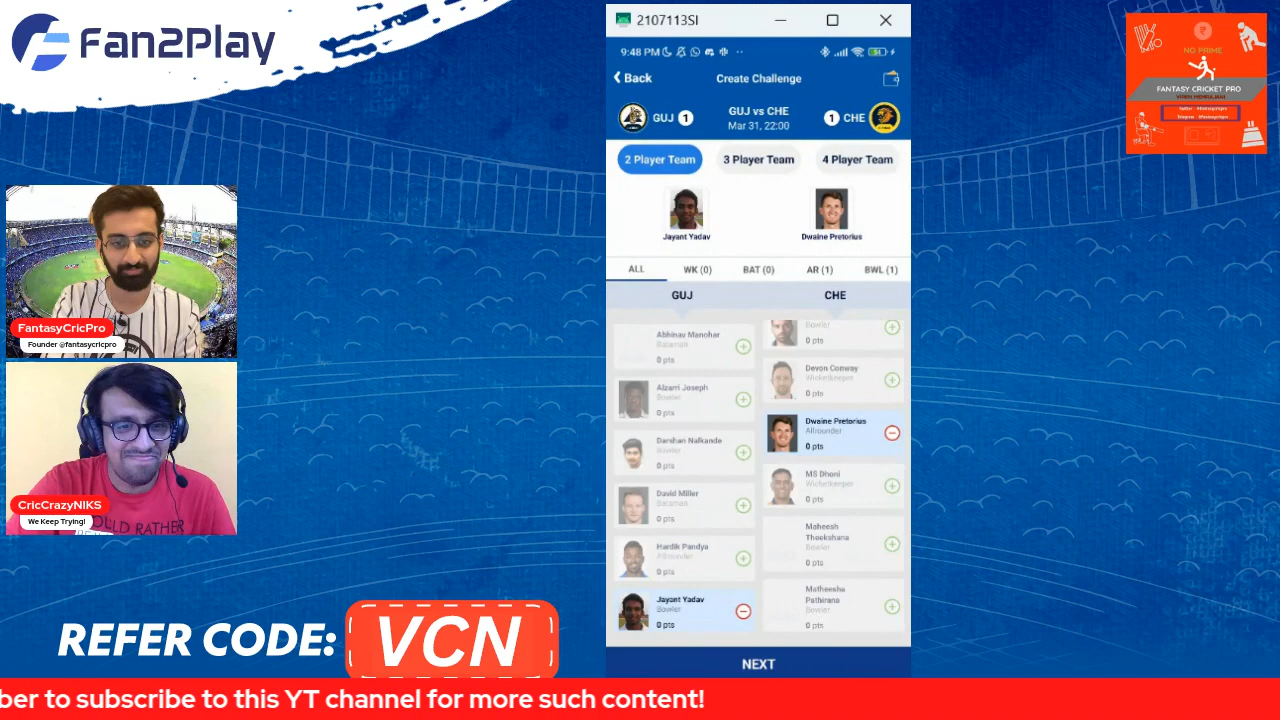 Fan2Play
2107113SI
9:48 PM
Back
Create Challenge
GUJ 1
GUJ vs CHE
Mar 31, 22:00
1 CHE
2 Player Team
3 Player Team
4 Player Team
Jayant Yadav
Dwaine Pretorius
ALL
WK (0)
BAT (0)
AR (1)
BWL (1)
GUJ
CHE
Abhinav Manohar
Batsman
0 pts
Alzarri Joseph
Bowler
0 pts
Darshan Nalkande
Bowler
0 pts
David Miller
Batsman
0 pts
Hardik Pandya
Allrounder
0 pts
Jayant Yadav
Bowler
0 pts
Bowler
0 pts
Devon Conway
Wicketkeeper
0 pts
Dwaine Pretorius
Allrounder
0 pts
MS Dhoni
Wicketkeeper
0 pts
Maheesh
Theekshana
Bowler
0 pts
Matheesha
Pathirana
Bowler
0 pts
NEXT
NO PRIME
FANTASY CRICKET PRO
FantasyCricPro
Founder @fantasycricpro
CricCrazyNIKS
We Keep Trying!
OULD RATHER
REFER CODE:
VCN
ber to subscribe to this YT channel for more such content!